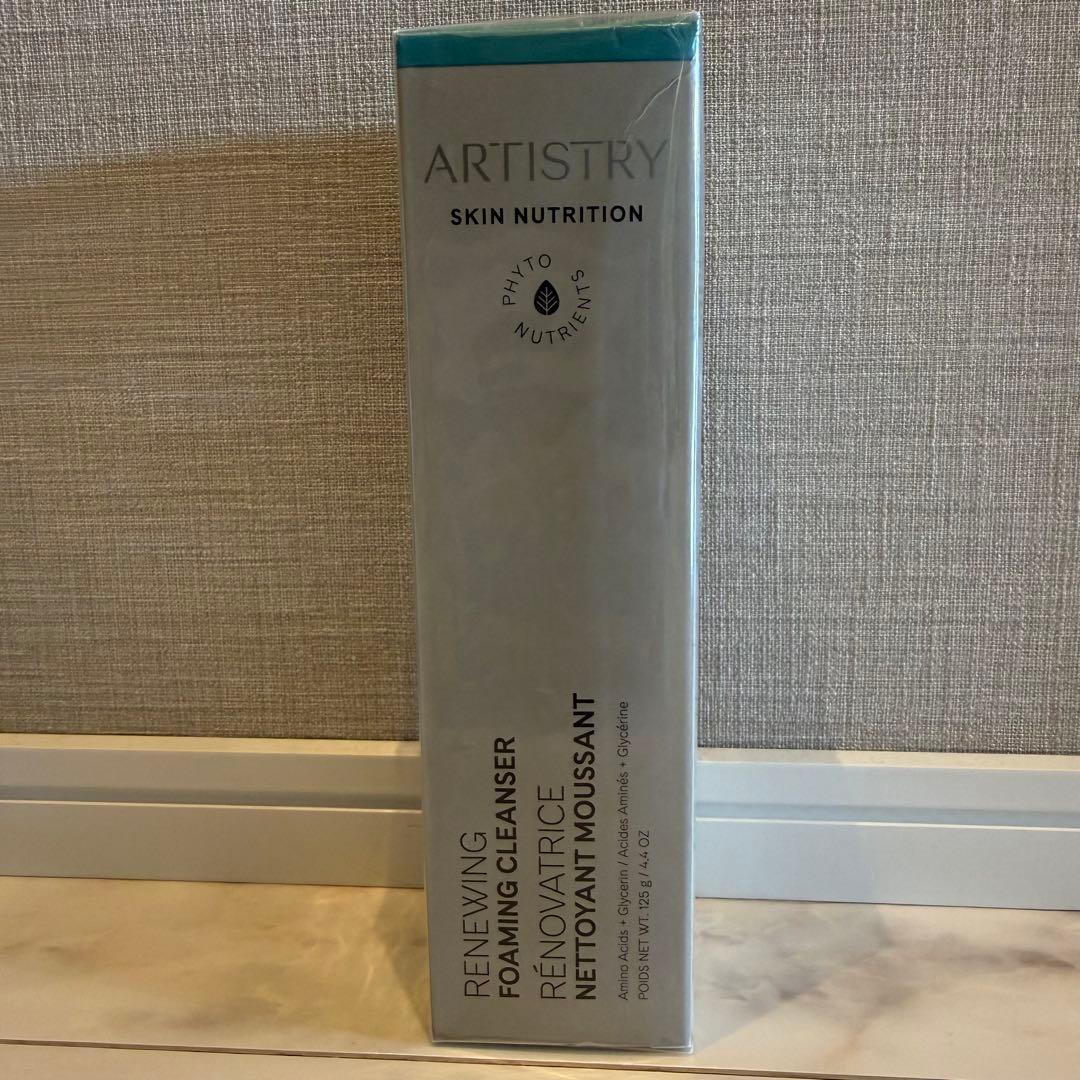 ARTISTRY
SKIN NUTRITION
PHYTO
NUTRIENTS
RENEWING
FOAMING CLEANSER
RÉNOVATRICE
NETTOYANT MOUSSANT
Amino Acids + Glycerin / Acides Aminés + Glycérine
POIDS NET WT. 125 g / 4.4 OZ